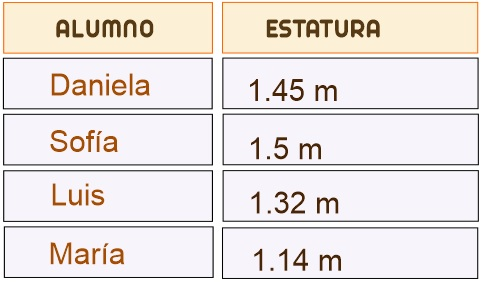 ALUMNO ESTATURA
Daniela 1.45 m
Sofía 1.5 m
Luis 1.32 m
María 1.14 m